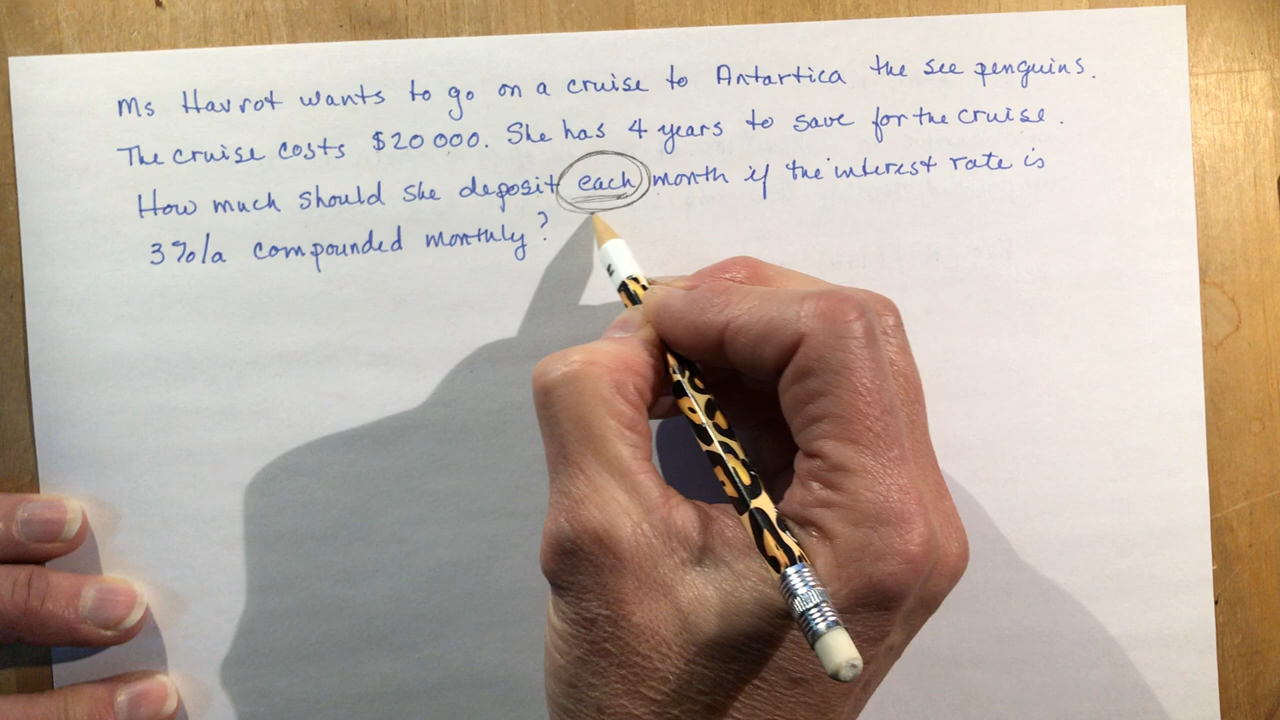 Ms Havrot wants to go on a cruise to Antartica the see penguins.
The cruise costs $20 000. She has 4 years to save for the cruise.
How much should she deposit each month if the interest rate is
3%/a compounded monthly?